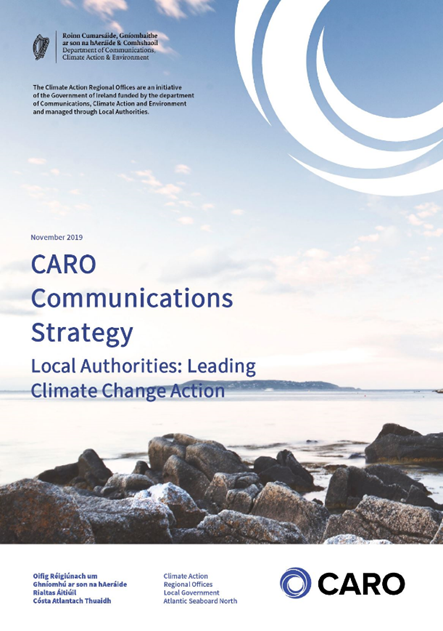 Roinn Cumarsáide, Gníomhaithe
ar son na hAeráide & Comhshaoil
Department of Communications,
Climate Action & Environment
The Climate Action Regional Offices are an initiative
of the Government of Ireland funded by the department
of Communications, Climate Action and Environment
and managed through Local Authorities.
November 2019
CARO
Communications
Strategy
Local Authorities: Leading
Climate Change Action
Oifig Réigiúnach um
Ghníomhú ar son na hAeráide
Rialtas Áitiúil
Cósta Atlantach Thuaidh
Climate Action
Regional Offices
Local Government
Atlantic Seaboard North
CARO